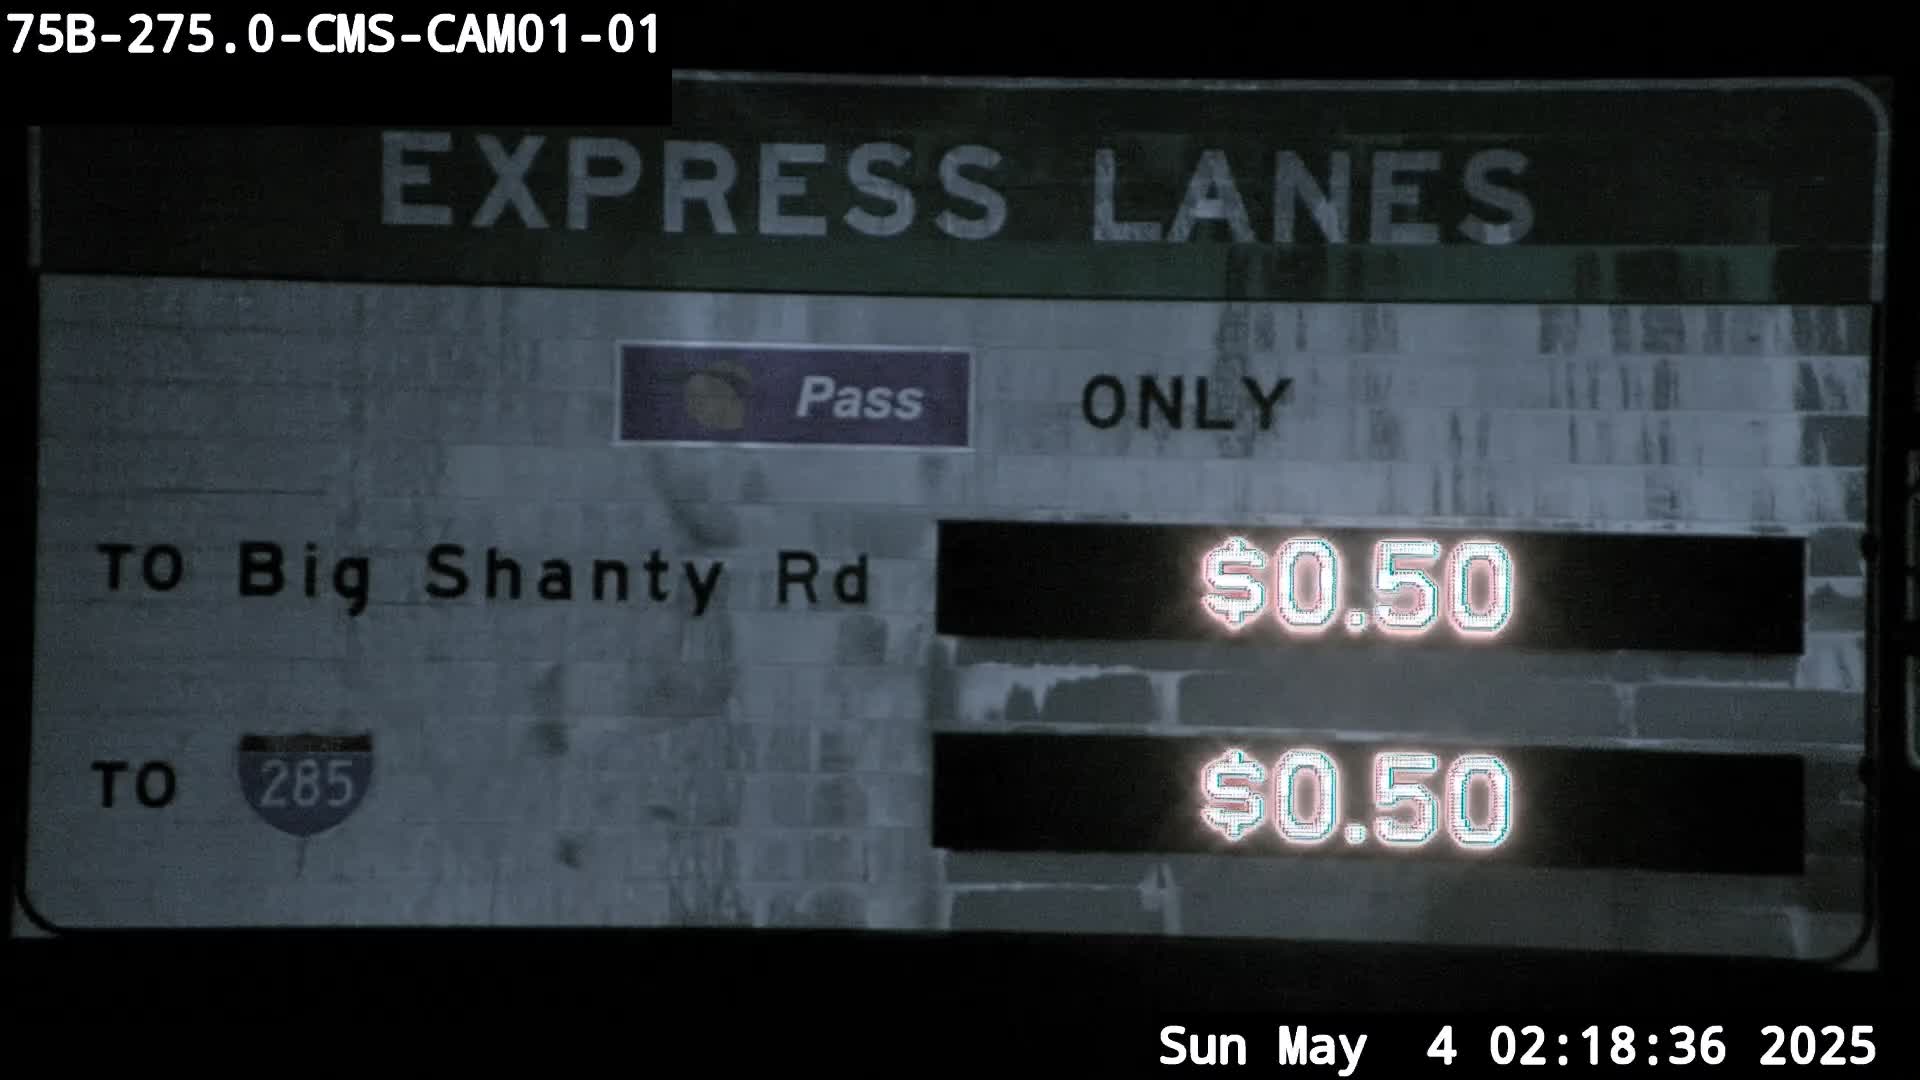 75B-275.0-CMS-CAM01-01
EXPRESS LANES
Pass ONLY
TO Big Shanty Rd $0.50
TO 285 $0.50
Sun May 4 02:18:36 2025